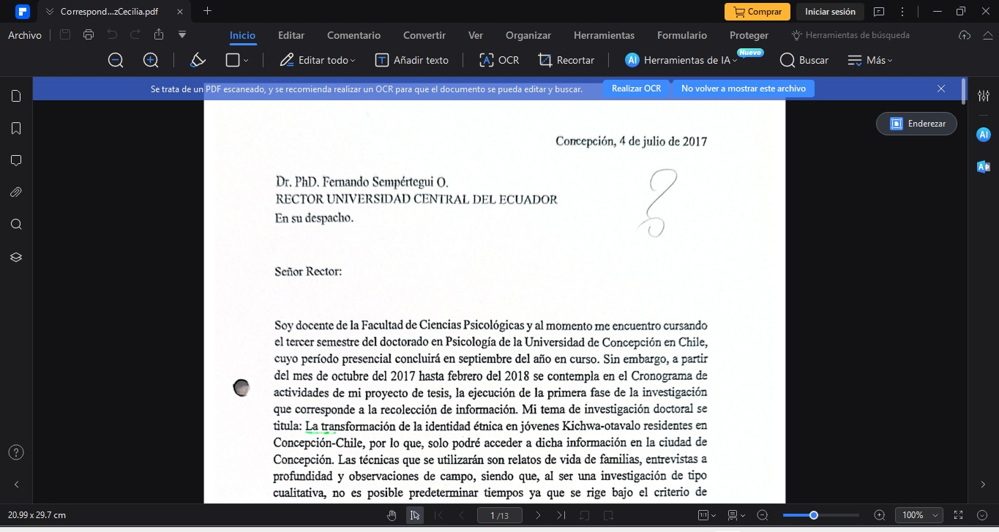 Correspond...zCecilia.pdf
Comprar
Iniciar sesión
Archivo
Inicio
Editar
Comentario
Convertir
Ver
Organizar
Herramientas
Formulario
Proteger
Herramientas de búsqueda
Editar todo
Añadir texto
OCR
Recortar
AI Herramientas de IA
Nuevo
Buscar
Más
Se trata de un PDF escaneado, y se recomienda realizar un OCR para que el documento se pueda editar y buscar.
Realizar OCR
No volver a mostrar este archivo
Enderezar
AI
Concepción, 4 de julio de 2017
Dr. PhD. Fernando Sempértegui O.
RECTOR UNIVERSIDAD CENTRAL DEL ECUADOR
En su despacho.
Señor Rector:
Soy docente de la Facultad de Ciencias Psicológicas y al momento me encuentro cursando
el tercer semestre del doctorado en Psicología de la Universidad de Concepción en Chile,
cuyo período presencial concluirá en septiembre del año en curso. Sin embargo, a partir
del mes de octubre del 2017 hasta febrero del 2018 se contempla en el Cronograma de
actividades de mi proyecto de tesis, la ejecución de la primera fase de la investigación
que corresponde a la recolección de información. Mi tema de investigación doctoral se
titula: La transformación de la identidad étnica en jóvenes Kichwa-otavalo residentes en
Concepción-Chile, por lo que, solo podré acceder a dicha información en la ciudad de
Concepción. Las técnicas que se utilizarán son relatos de vida de familias, entrevistas a
profundidad y observaciones de campo, siendo que, al ser una investigación de tipo
cualitativa, no es posible predeterminar tiempos ya que se rige bajo el criterio de
20.99 x 29.7 cm
1 /13
1:1
100%